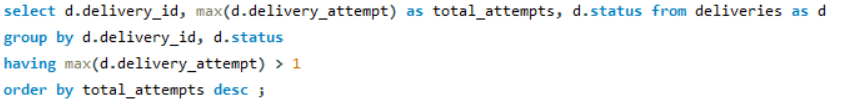 select d.delivery_id, max(d.delivery_attempt) as total_attempts, d.status from deliveries as d
group by d.delivery_id, d.status
having max(d.delivery_attempt) > 1
order by total_attempts desc ;